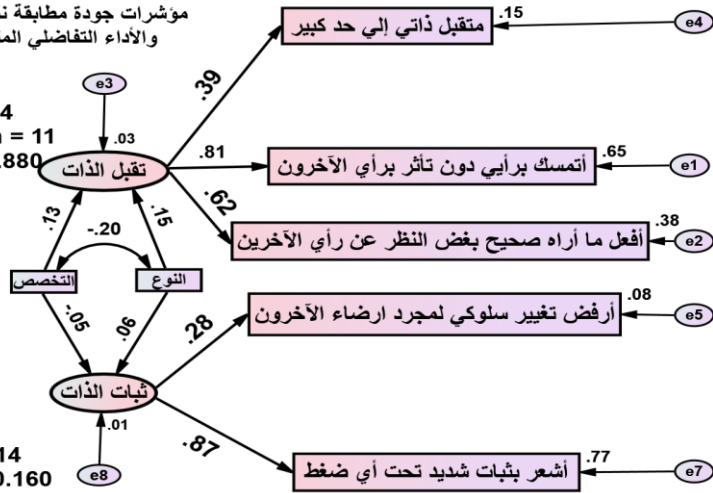 مؤشرات جودة مطابقة
والأداء التفاضلي
متقبل ذاتي إلي حد كبير
.15
e4
e3
.39
4
= 11
.03
.880
تقبل الذات
.81
أتمسك برأيي دون تأثر برأي الآخرون
.65
e1
.62
.38
أفعل ما أراه صحيح بغض النظر عن رأي الآخرين
e2
.13
-.20
.15
التخصص
النوع
.08
أرفض تغيير سلوكي لمجرد ارضاء الآخرون
e5
-.05
.06
.28
ثبات الذات
.01
.87
14
0.160
e8
.77
أشعر بثبات شديد تحت أي ضغط
e7